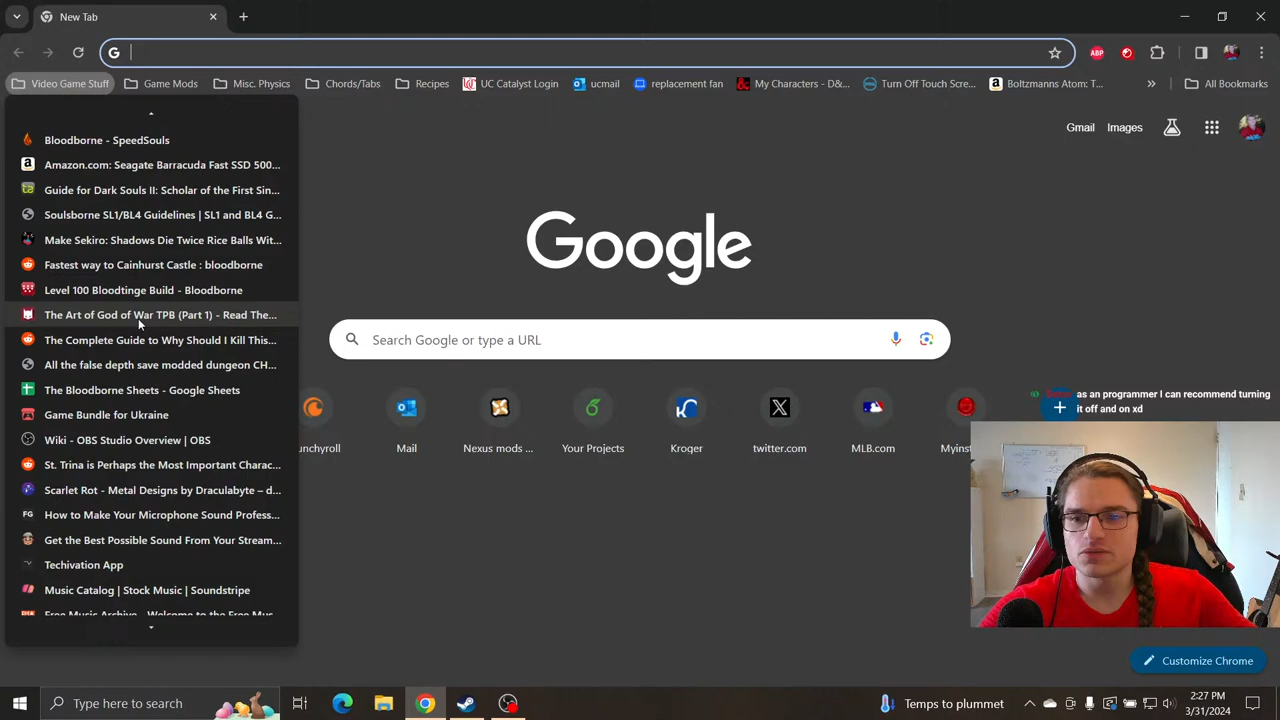 New Tab
Video Game Stuff
Game Mods
Misc. Physics
Chords/Tabs
Recipes
UC Catalyst Login
ucmail
replacement fan
My Characters - D&...
Turn Off Touch Scre...
Boltzmanns Atom: T...
»
All Bookmarks
Gmail
Images
Bloodborne - SpeedSouls
Amazon.com: Seagate Barracuda Fast SSD 500...
Guide for Dark Souls II: Scholar of the First Sin...
Soulsborne SL1/BL4 Guidelines | SL1 and BL4 G...
Make Sekiro: Shadows Die Twice Rice Balls Wit...
Fastest way to Cainhurst Castle : bloodborne
Level 100 Bloodtinge Build - Bloodborne
The Art of God of War TPB (Part 1) - Read The...
The Complete Guide to Why Should I Kill This...
All the false depth save modded dungeon CH...
The Bloodborne Sheets - Google Sheets
Game Bundle for Ukraine
Wiki - OBS Studio Overview | OBS
St. Trina is Perhaps the Most Important Charac...
Scarlet Rot - Metal Designs by Draculabyte – d...
How to Make Your Microphone Sound Profess...
Get the Best Possible Sound From Your Stream...
Techivation App
Music Catalog | Stock Music | Soundstripe
Google
Search Google or type a URL
unchyroll
Mail
Nexus mods ...
Your Projects
Kroger
twitter.com
MLB.com
Myinst
as an programmer I can recommend turning
it off and on xd
Customize Chrome
Type here to search
Temps to plummet
2:27 PM
3/31/2024